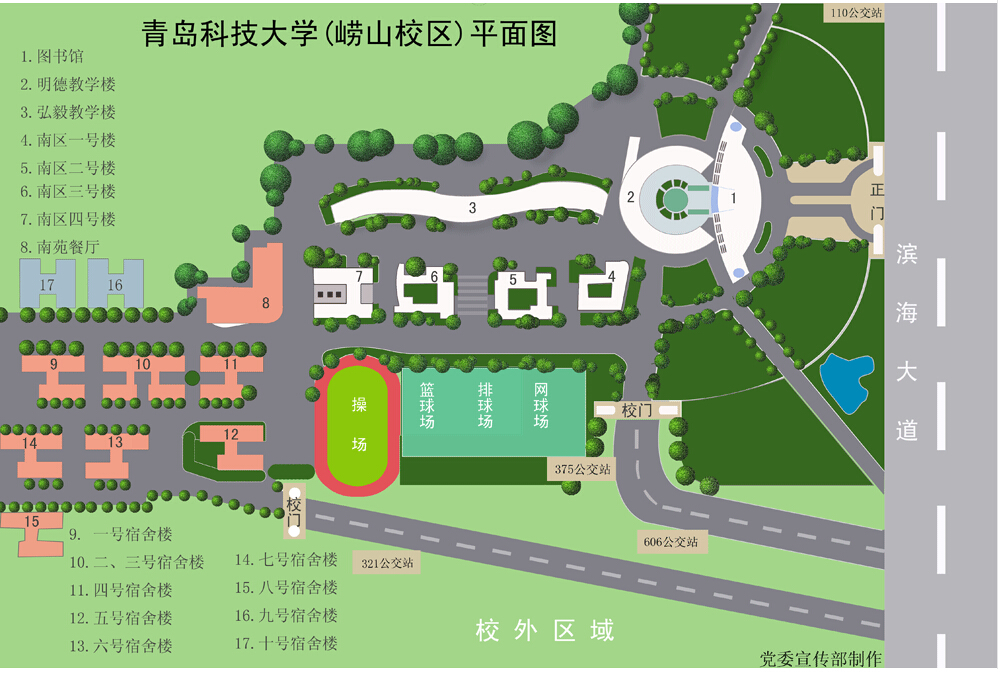 青岛科技大学(崂山校区)平面图
110公交站
1.图书馆
2.明德教学楼
3.弘毅教学楼
4.南区一号楼
5.南区二号楼
6.南区三号楼
7.南区四号楼
8.南苑餐厅
正门
滨海大道
1
2
3
4
5
6
7
8
17
16
9
10
11
12
13
14
15
操场
篮球场
排球场
网球场
校门
375公交站
校门
606公交站
321公交站
9. 一号宿舍楼
10.二、三号宿舍楼
11.四号宿舍楼
12.五号宿舍楼
13.六号宿舍楼
14.七号宿舍楼
15.八号宿舍楼
16.九号宿舍楼
17.十号宿舍楼
校外区域
党委宣传部制作